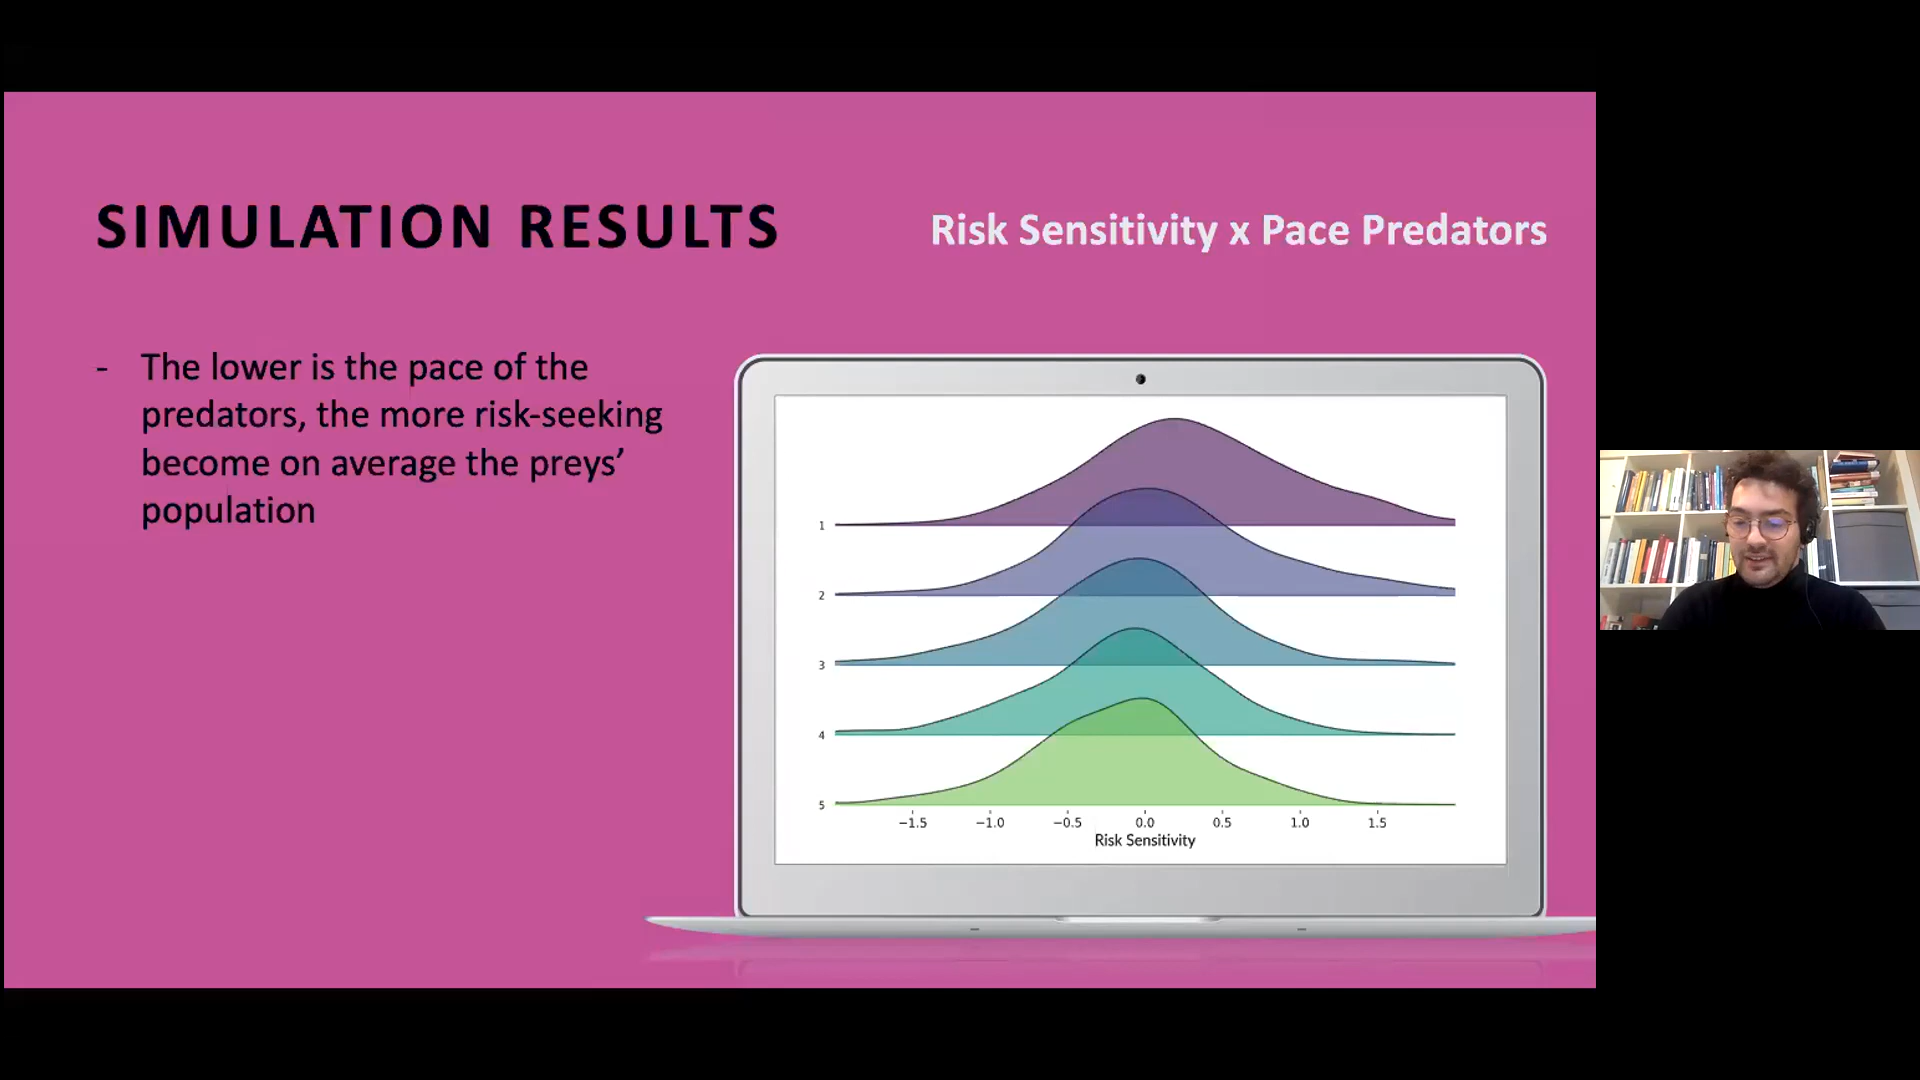 SIMULATION RESULTS
Risk Sensitivity x Pace Predators
- The lower is the pace of the
predators, the more risk-seeking
become on average the preys’
population
1
2
3
4
5
−1.5 −1.0 −0.5 0.0 0.5 1.0 1.5
Risk Sensitivity